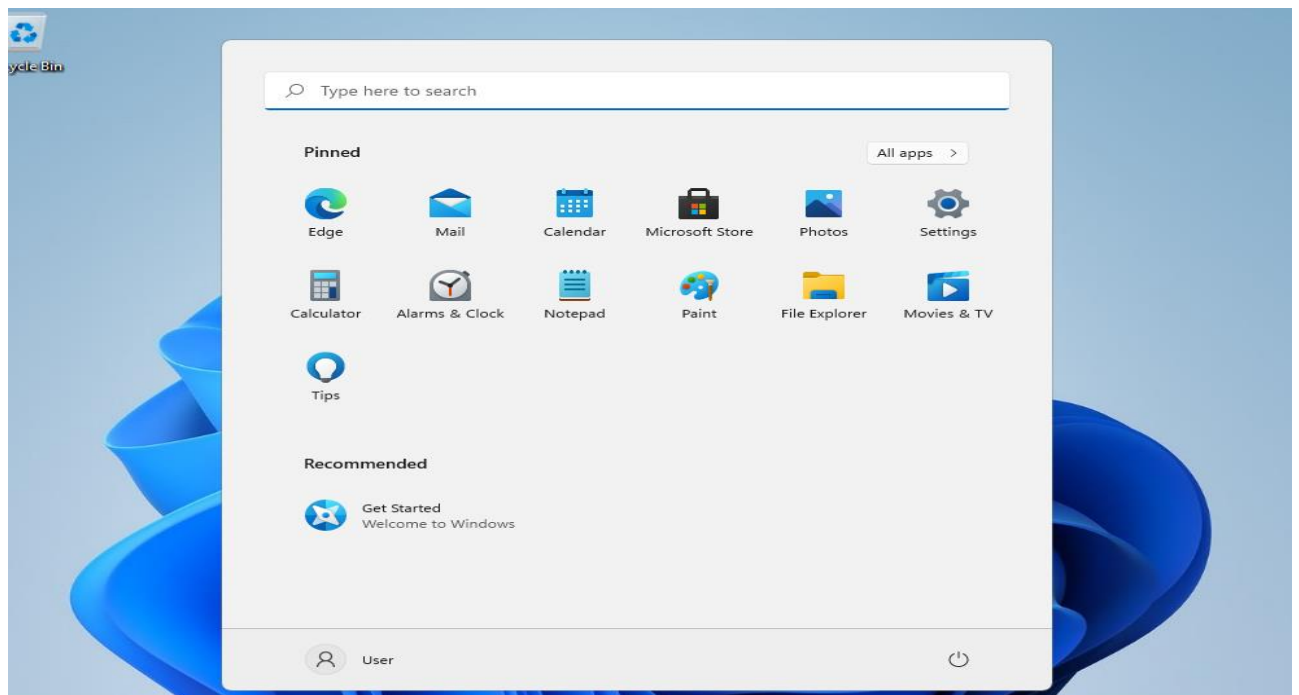 ycle Bin
Type here to search
Pinned
All apps >
Edge Mail Calendar Microsoft Store Photos Settings
Calculator Alarms & Clock Notepad Paint File Explorer Movies & TV
Tips
Recommended
Get Started
Welcome to Windows
User